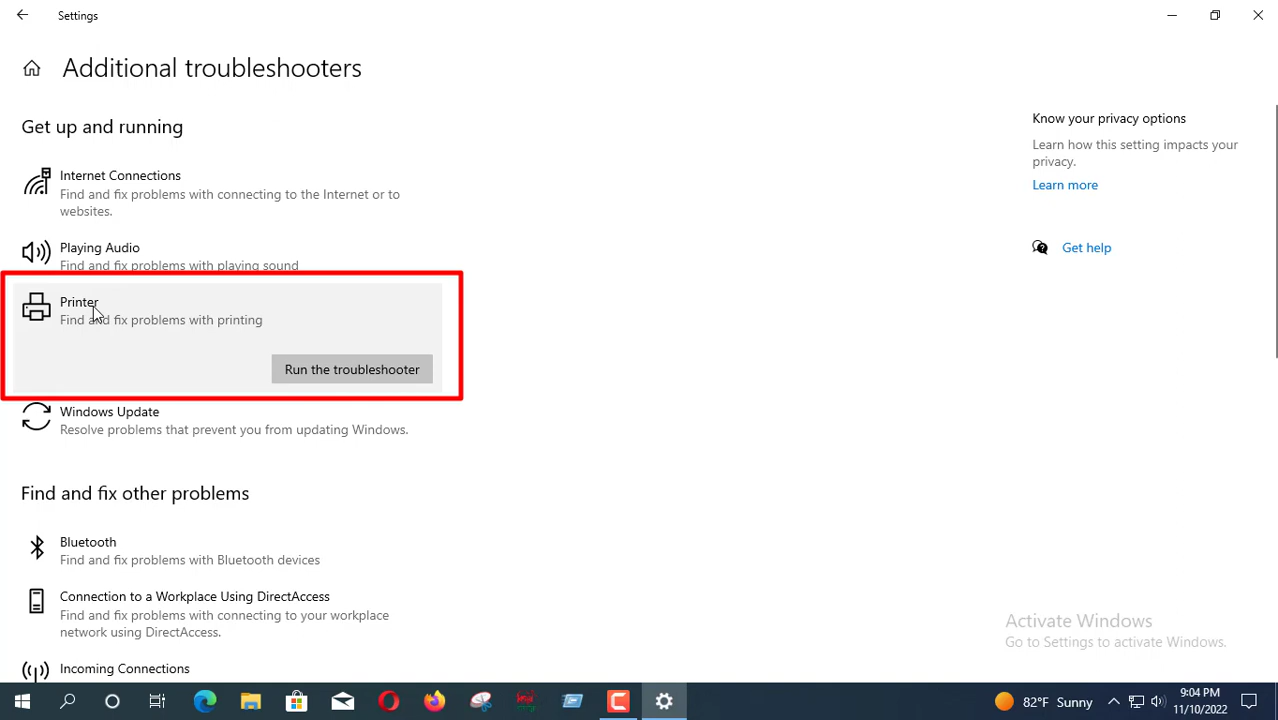 Settings
Additional troubleshooters
Get up and running
Internet Connections
Find and fix problems with connecting to the Internet or to
websites.
Playing Audio
Find and fix problems with playing sound
Printer
Find and fix problems with printing
Run the troubleshooter
Windows Update
Resolve problems that prevent you from updating Windows.
Find and fix other problems
Bluetooth
Find and fix problems with Bluetooth devices
Connection to a Workplace Using DirectAccess
Find and fix problems with connecting to your workplace
network using DirectAccess.
Incoming Connections
Know your privacy options
Learn how this setting impacts your
privacy.
Learn more
Get help
Activate Windows
Go to Settings to activate Windows.
82°F Sunny
9:04 PM
11/10/2022